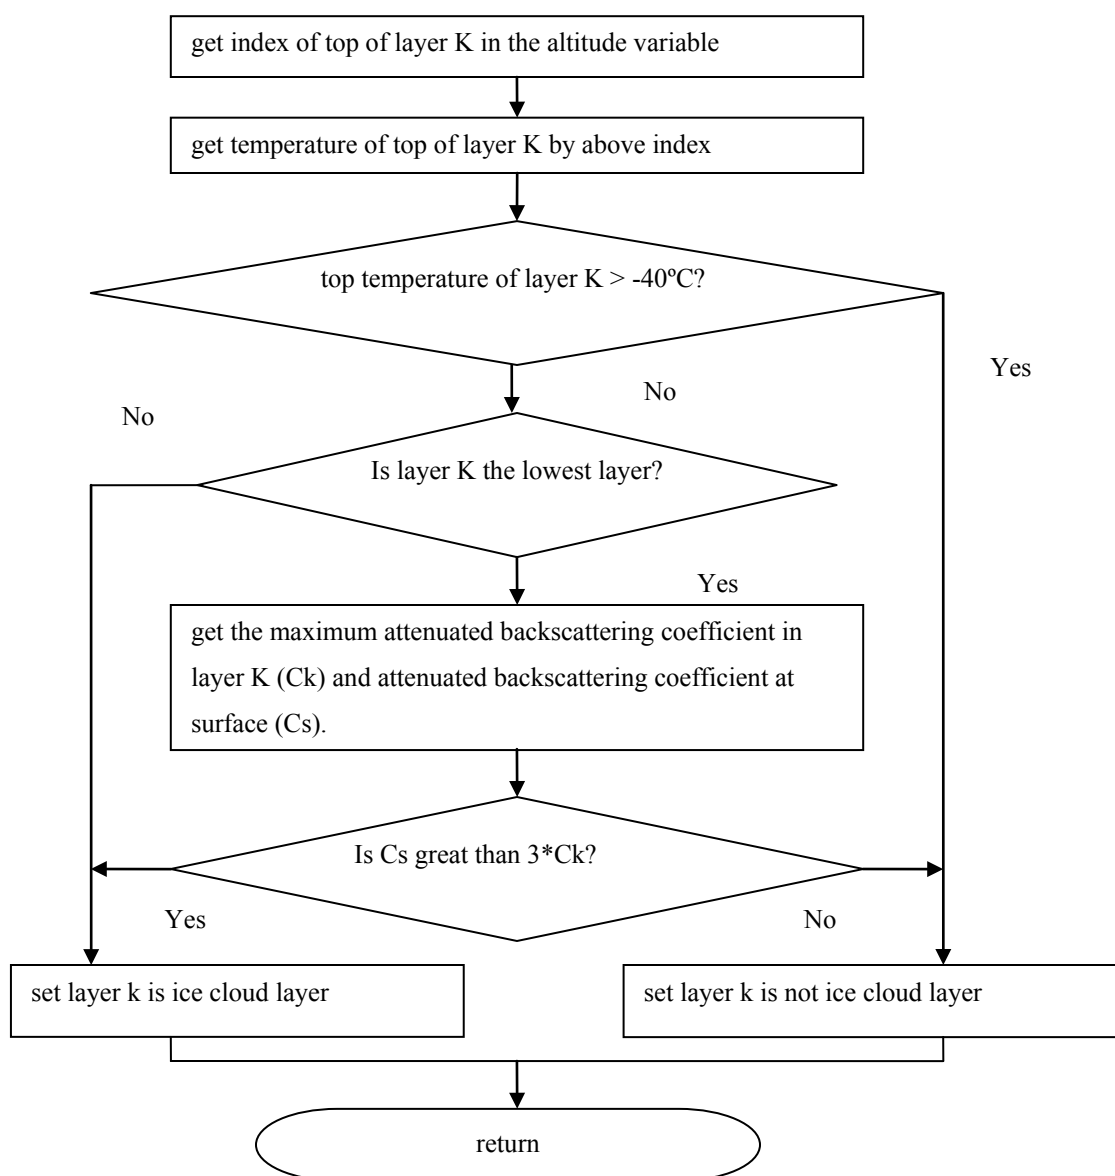 get index of top of layer K in the altitude variable
get temperature of top of layer K by above index
top temperature of layer K > -40ºC?
Yes
No
No
Is layer K the lowest layer?
Yes
get the maximum attenuated backscattering coefficient in
layer K (Ck) and attenuated backscattering coefficient at
surface (Cs).
Is Cs great than 3*Ck?
Yes
No
set layer k is ice cloud layer
set layer k is not ice cloud layer
return